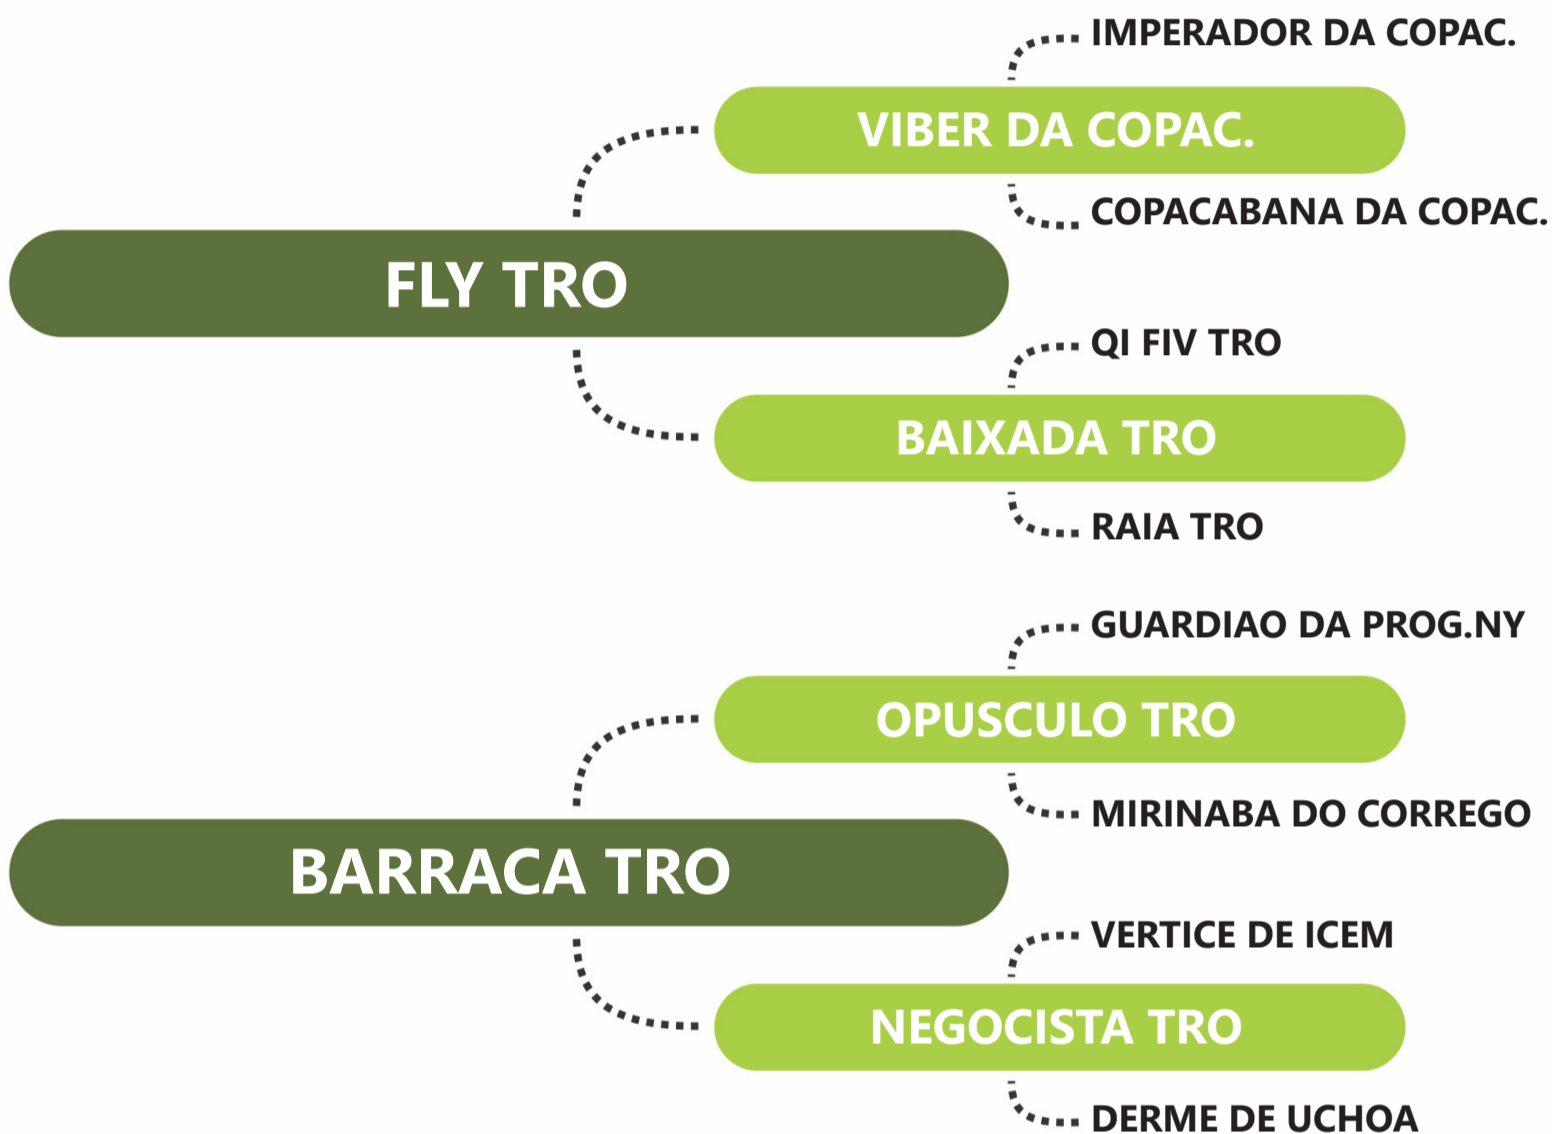 IMPERADOR DA COPAC.
VIBER DA COPAC.
COPACABANA DA COPAC.
FLY TRO
QI FIV TRO
BAIXADA TRO
RAIA TRO
GUARDIAO DA PROG.NY
OPUSCULO TRO
MIRINABA DO CORREGO
BARRACA TRO
VERTICE DE ICEM
NEGOCISTA TRO
DERME DE UCHOA